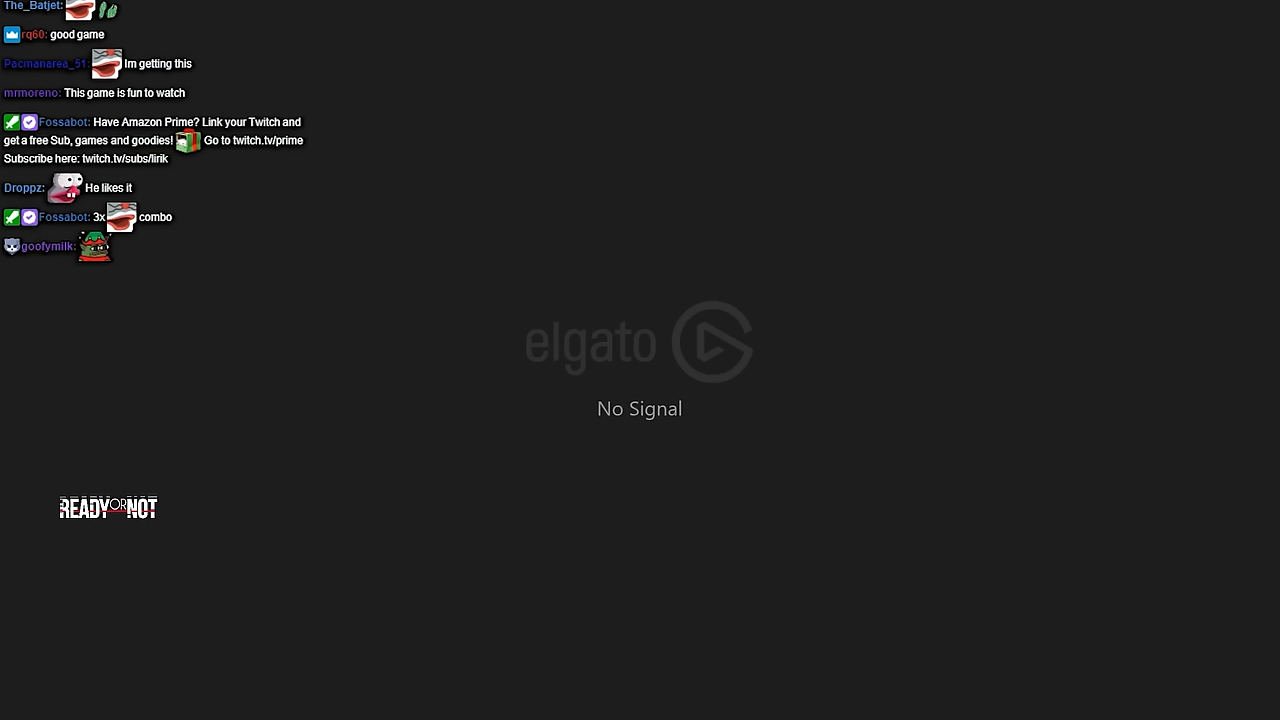 The_Batjet:
rq60: good game
Pacmanarea_51: Im getting this
mrmoreno: This game is fun to watch
Fossabot: Have Amazon Prime? Link your Twitch and
get a free Sub, games and goodies! Go to twitch.tv/prime
Subscribe here: twitch.tv/subs/lirik
Droppz: He likes it
Fossabot: 3x combo
goofymilk:
elgato
No Signal
READY OR NOT